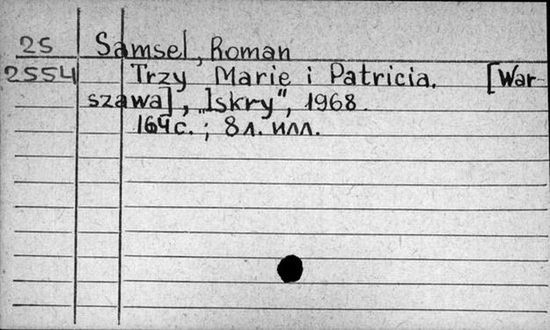 25 Samsel, Roman
2554 Trzy Marie i Patricia. [War-
szawa], „Iskry”, 1968.
164 с. ; 8 л. илл.